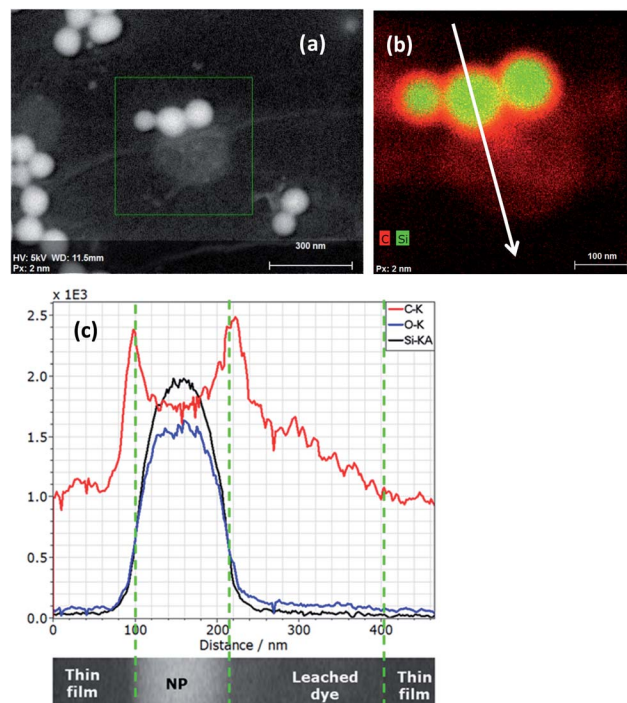 (a)
HV: 5kV WD: 11.5mm
Px: 2 nm
300 nm
(b)
C Si
Px: 2 nm
100 nm
x 1E3
(c)
C-K
O-K
Si-KA
2.5
2.0
1.5
1.0
0.5
0.0
0 100 200 300 400
Distance / nm
Thin film
NP
Leached dye
Thin film